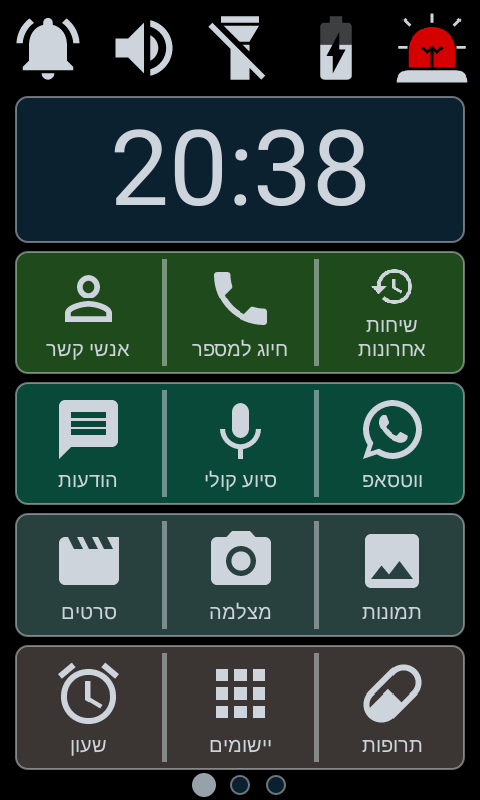 20:38
שיחות
אחרונות
חיוג למספר
אנשי קשר
ווטסאפ
סיוע קולי
הודעות
תמונות
מצלמה
סרטים
תרופות
יישומים
שעון